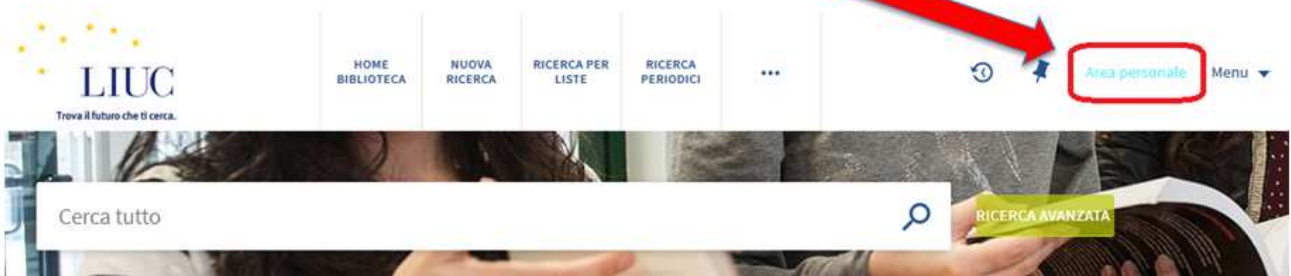 LIUC
Trova il futuro che ti cerca.
HOME
BIBLIOTECA
NUOVA
RICERCA
RICERCA PER
LISTE
RICERCA
PERIODICI
...
Area personale
Menu
Cerca tutto
RICERCA AVANZATA